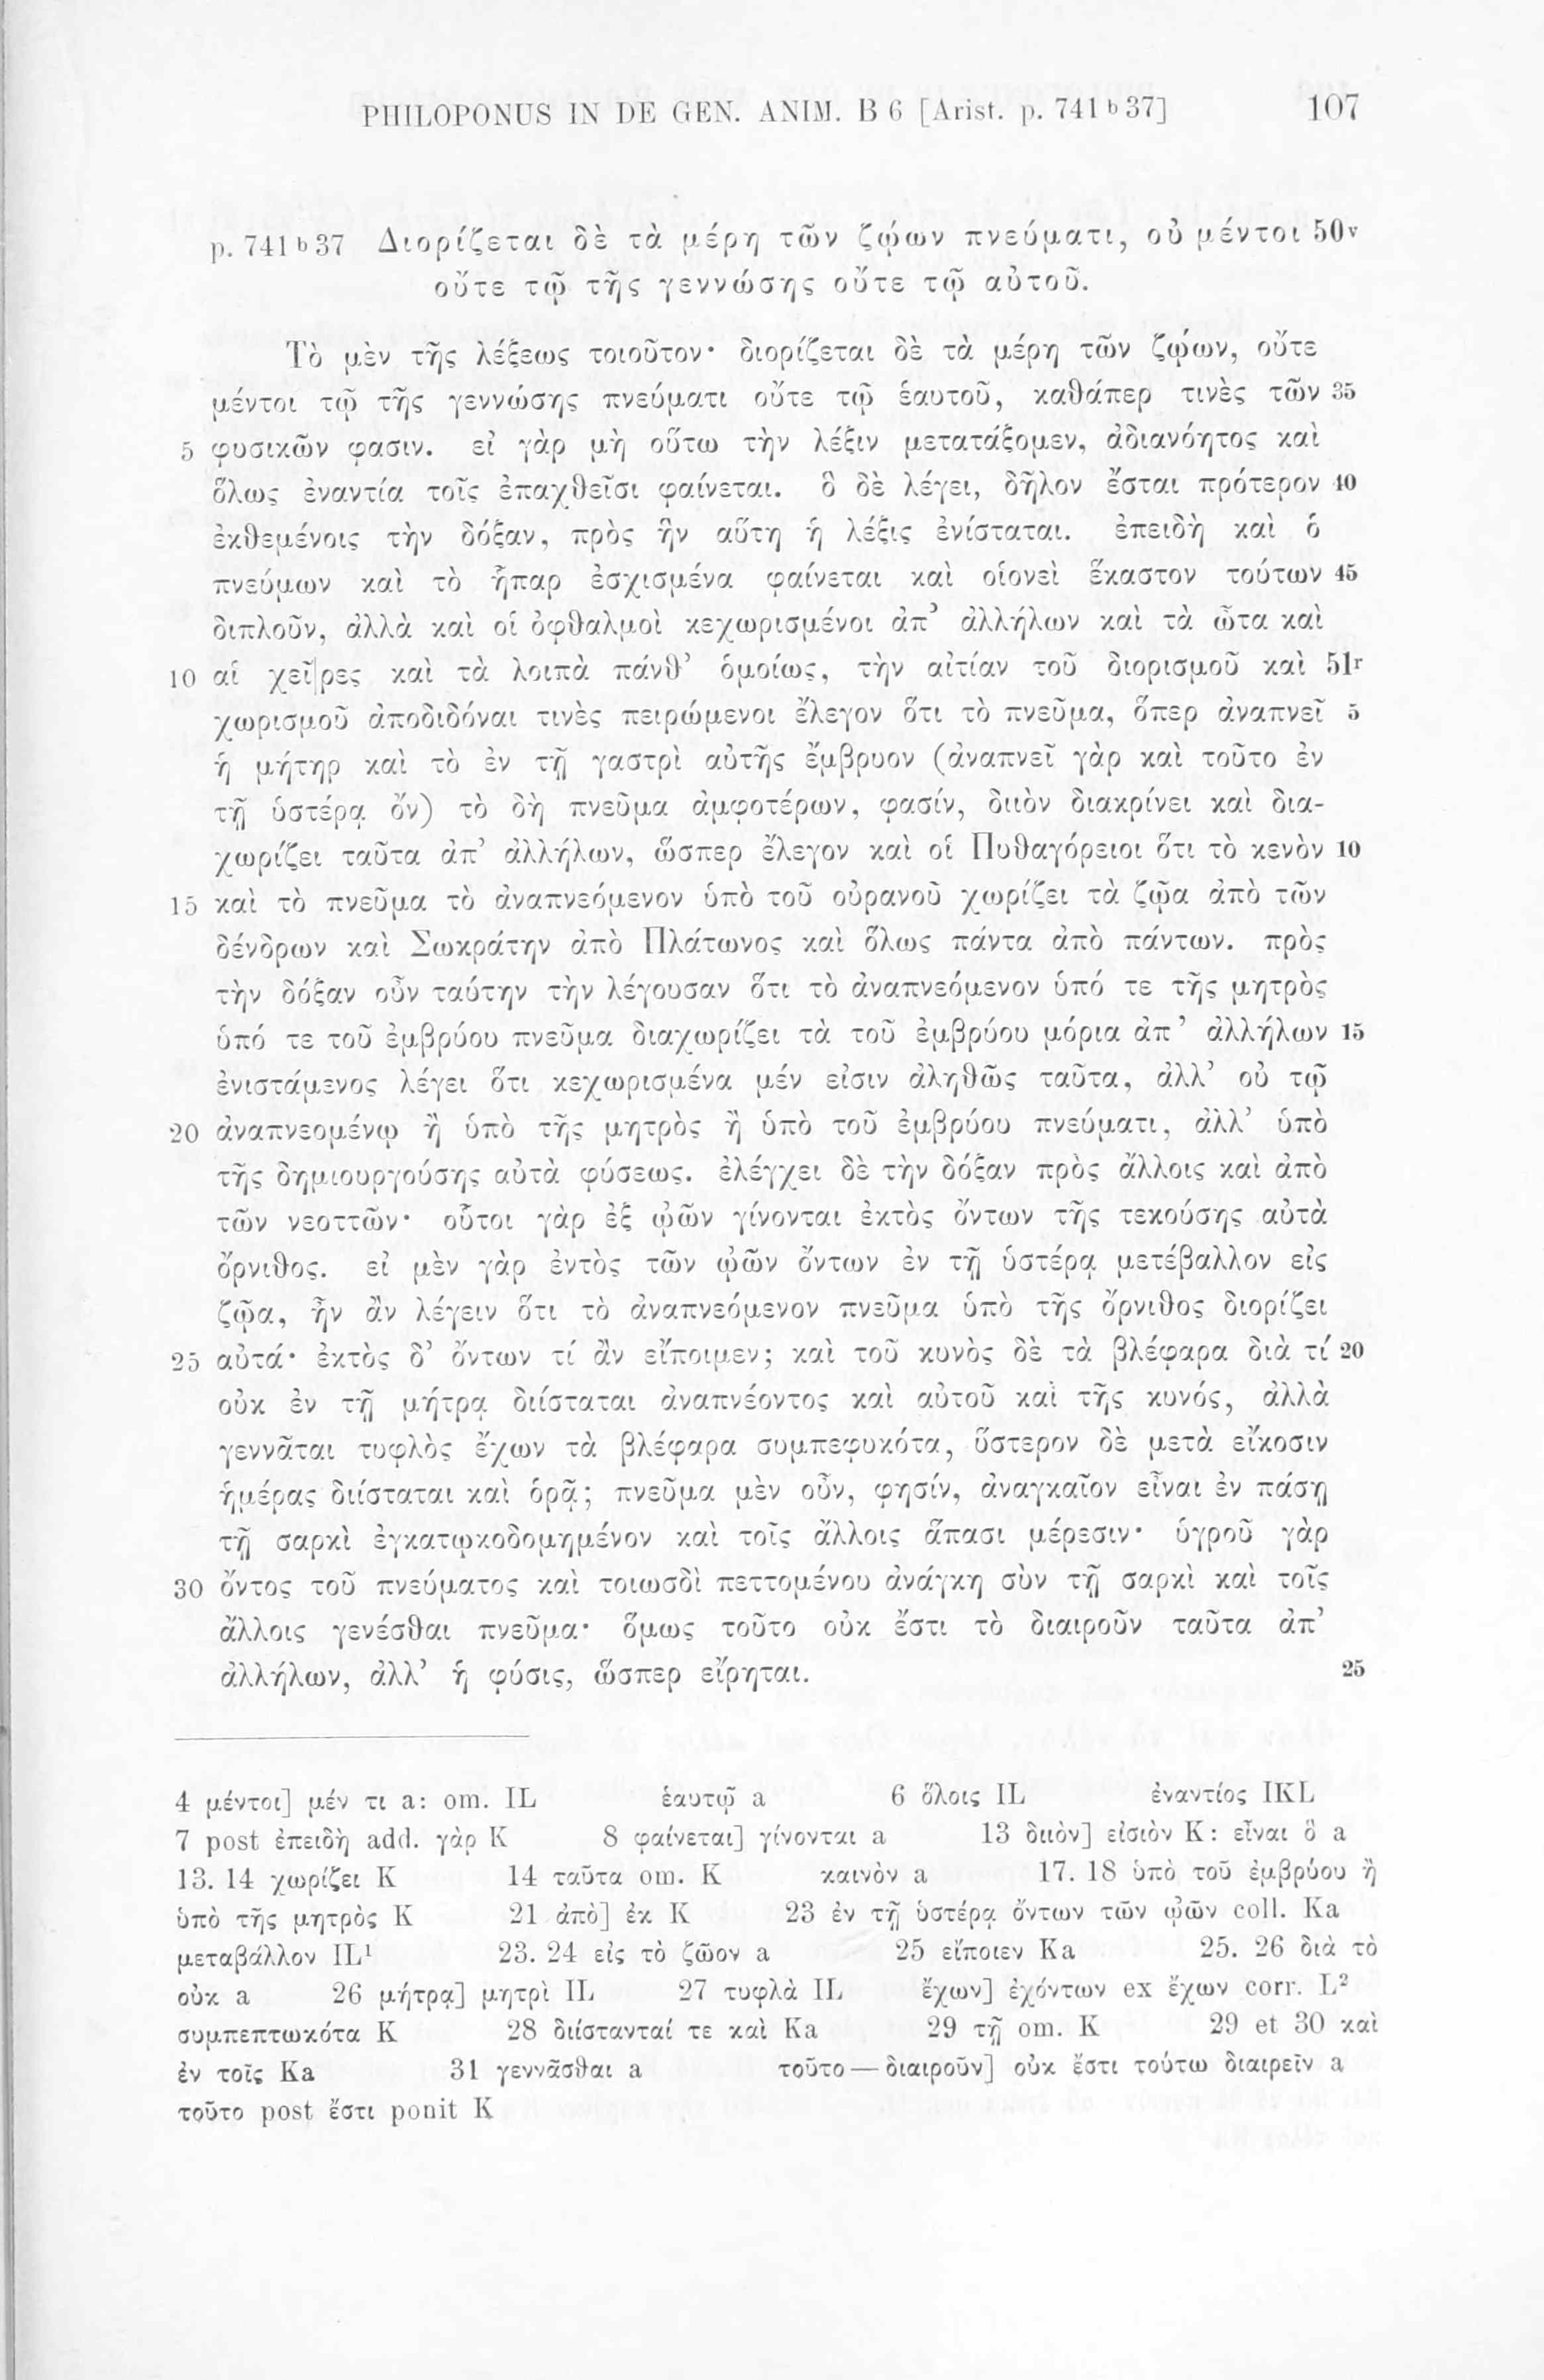 PHILOPONUS IN DE GEN. ANIM. B 6 [Arist. p. 741 b 37] 107
p. 741 b 37 Διορίζεται δὲ τὰ μέρη τῶν ζῴων πνεύματι, οὐ μέντοι 50v
οὔτε τῷ τῆς γεννώσης οὔτε τῷ αὐτοῦ.
Τὸ μὲν τῆς λέξεως τοιοῦτον· διορίζεται δὲ τὰ μέρη τῶν ζῴων, οὔτε
μέντοι τῷ τῆς γεννώσης πνεύματι οὔτε τῷ ἑαυτοῦ, καθάπερ τινὲς τῶν 35
5 φυσικῶν φασιν. εἰ γὰρ μὴ οὕτω τὴν λέξιν μετατάξομεν, ἀδιανόητος καὶ
ὅλως ἐναντία τοῖς ἐπαχθεῖσι φαίνεται. ὃ δὲ λέγει, δῆλον ἔσται πρότερον 40
ἐκθεμένοις τὴν δόξαν, πρὸς ἣν αὕτη ἡ λέξις ἐνίσταται. ἐπειδὴ καὶ ὁ
πνεύμων καὶ τὸ ἧπαρ ἐσχισμένα φαίνεται καὶ οἱονεὶ ἕκαστον τούτων 45
διπλοῦν, ἀλλὰ καὶ οἱ ὀφθαλμοὶ κεχωρισμένοι ἀπ’ ἀλλήλων καὶ τὰ ὦτα καὶ
10 αἱ χεῖ|ρες καὶ τὰ λοιπὰ πάνθ’ ὁμοίως, τὴν αἰτίαν τοῦ διορισμοῦ καὶ 51r
χωρισμοῦ ἀποδιδόναι τινὲς πειρώμενοι ἔλεγον ὅτι τὸ πνεῦμα, ὅπερ ἀναπνεῖ 5
ἡ μήτηρ καὶ τὸ ἐν τῇ γαστρὶ αὐτῆς ἔμβρυον (ἀναπνεῖ γὰρ καὶ τοῦτο ἐν
τῇ ὑστέρᾳ ὄν) τὸ δὴ πνεῦμα ἀμφοτέρων, φασίν, διιὸν διακρίνει καὶ δια-
χωρίζει ταῦτα ἀπ’ ἀλλήλων, ὥσπερ ἔλεγον καὶ οἱ Πυθαγόρειοι ὅτι τὸ κενὸν 10
15 καὶ τὸ πνεῦμα τὸ ἀναπνεόμενον ὑπὸ τοῦ οὐρανοῦ χωρίζει τὰ ζῷα ἀπὸ τῶν
δένδρων καὶ Σωκράτην ἀπὸ Πλάτωνος καὶ ὅλως πάντα ἀπὸ πάντων. πρὸς
τὴν δόξαν οὖν ταύτην τὴν λέγουσαν ὅτι τὸ ἀναπνεόμενον ὑπό τε τῆς μητρὸς
ὑπό τε τοῦ ἐμβρύου πνεῦμα διαχωρίζει τὰ τοῦ ἐμβρύου μόρια ἀπ’ ἀλλήλων 15
ἐνιστάμενος λέγει ὅτι κεχωρισμένα μέν εἰσιν ἀληθῶς ταῦτα, ἀλλ’ οὐ τῷ
20 ἀναπνεομένῳ ἢ ὑπὸ τῆς μητρὸς ἢ ὑπὸ τοῦ ἐμβρύου πνεύματι, ἀλλ’ ὑπὸ
τῆς δημιουργούσης αὐτὰ φύσεως. ἐλέγχει δὲ τὴν δόξαν πρὸς ἄλλοις καὶ ἀπὸ
τῶν νεοττῶν· οὗτοι γὰρ ἐξ ᾠῶν γίνονται ἐκτὸς ὄντων τῆς τεκούσης αὐτὰ
ὄρνιθος. εἰ μὲν γὰρ ἐντὸς τῶν ᾠῶν ὄντων ἐν τῇ ὑστέρᾳ μετέβαλλον εἰς
ζῷα, ἦν ἂν λέγειν ὅτι τὸ ἀναπνεόμενον πνεῦμα ὑπὸ τῆς ὄρνιθος διορίζει
25 αὐτά· ἐκτὸς δ’ ὄντων τί ἂν εἴποιμεν; καὶ τοῦ κυνὸς δὲ τὰ βλέφαρα διὰ τί 20
οὐκ ἐν τῇ μήτρᾳ διίσταται ἀναπνέοντος καὶ αὐτοῦ καὶ τῆς κυνός, ἀλλὰ
γεννᾶται τυφλὸς ἔχων τὰ βλέφαρα συμπεφυκότα, ὕστερον δὲ μετὰ εἴκοσιν
ἡμέρας διίσταται καὶ ὁρᾷ; πνεῦμα μὲν οὖν, φησίν, ἀναγκαῖον εἶναι ἐν πάσῃ
τῇ σαρκὶ ἐγκατῳκοδομημένον καὶ τοῖς ἄλλοις ἅπασι μέρεσιν· ὑγροῦ γὰρ
30 ὄντος τοῦ πνεύματος καὶ τοιωσδὶ πεττομένου ἀνάγκη σὺν τῇ σαρκὶ καὶ τοῖς
ἄλλοις γενέσθαι πνεῦμα· ὅμως τοῦτο οὐκ ἔστι τὸ διαιροῦν ταῦτα ἀπ’
ἀλλήλων, ἀλλ’ ἡ φύσις, ὥσπερ εἴρηται. 25
4 μέντοι] μέν τι a: om. IL ἑαυτῷ a 6 ὅλοις IL ἐναντίος IKL
7 post ἐπειδὴ add. γὰρ K 8 φαίνεται] γίνονται a 13 διιὸν] εἰσιὸν K: εἶναι ὃ a
13. 14 χωρίζει K 14 ταῦτα om. K καινὸν a 17. 18 ὑπὸ τοῦ ἐμβρύου ἢ
ὑπὸ τῆς μητρὸς K 21 ἀπὸ] ἐκ K 23 ἐν τῇ ὑστέρᾳ ὄντων τῶν ᾠῶν coll. Ka
μεταβάλλον IL¹ 23. 24 εἰς τὸ ζῶον a 25 εἴποιεν Ka 25. 26 διὰ τὸ
οὐκ a 26 μήτρᾳ] μητρὶ IL 27 τυφλὰ IL ἔχων] ἐχόντων ex ἔχων corr. L²
συμπεπτωκότα K 28 διίστανταί τε καὶ Ka 29 τῇ om. K 29 et 30 καὶ
ἐν τοῖς Ka 31 γεννᾶσθαι a τοῦτο — διαιροῦν] οὐκ ἔστι τούτω διαιρεῖν a
τοῦτο post ἔστι ponit K